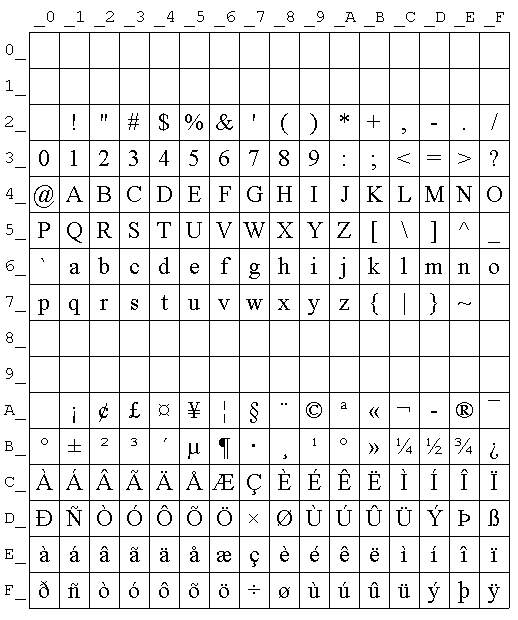 _0 _1 _2 _3 _4 _5 _6 _7 _8 _9 _A _B _C _D _E _F
0_
1_
2_ ! " # $ % & ' ( ) * + , - . /
3_ 0 1 2 3 4 5 6 7 8 9 : ; < = > ?
4_ @ A B C D E F G H I J K L M N O
5_ P Q R S T U V W X Y Z [ \ ] ^ _
6_ ` a b c d e f g h i j k l m n o
7_ p q r s t u v w x y z { | } ~
8_
9_
A_ ¡ ¢ £ ¤ ¥ ¦ § ¨ © ª « ¬ - ® ¯
B_ ° ± ² ³ ´ µ ¶ · ¸ ¹ º » ¼ ½ ¾ ¿
C_ À Á Â Ã Ä Å Æ Ç È É Ê Ë Ì Í Î Ï
D_ Ð Ñ Ò Ó Ô Õ Ö × Ø Ù Ú Û Ü Ý Þ ß
E_ à á â ã ä å æ ç è é ê ë ì í î ï
F_ ð ñ ò ó ô õ ö ÷ ø ù ú û ü ý þ ÿ